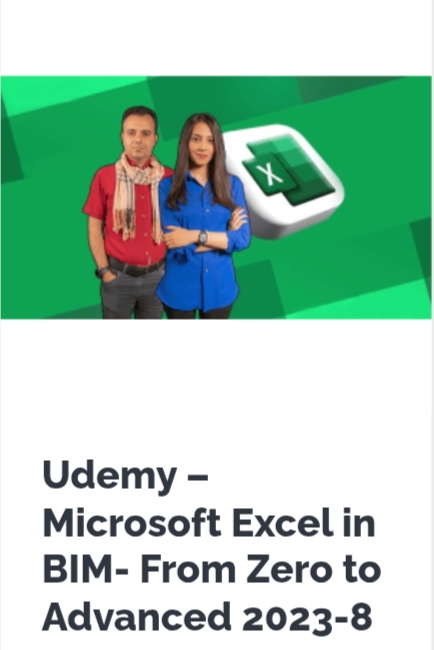 X
Udemy –
Microsoft Excel in
BIM- From Zero to
Advanced 2023-8